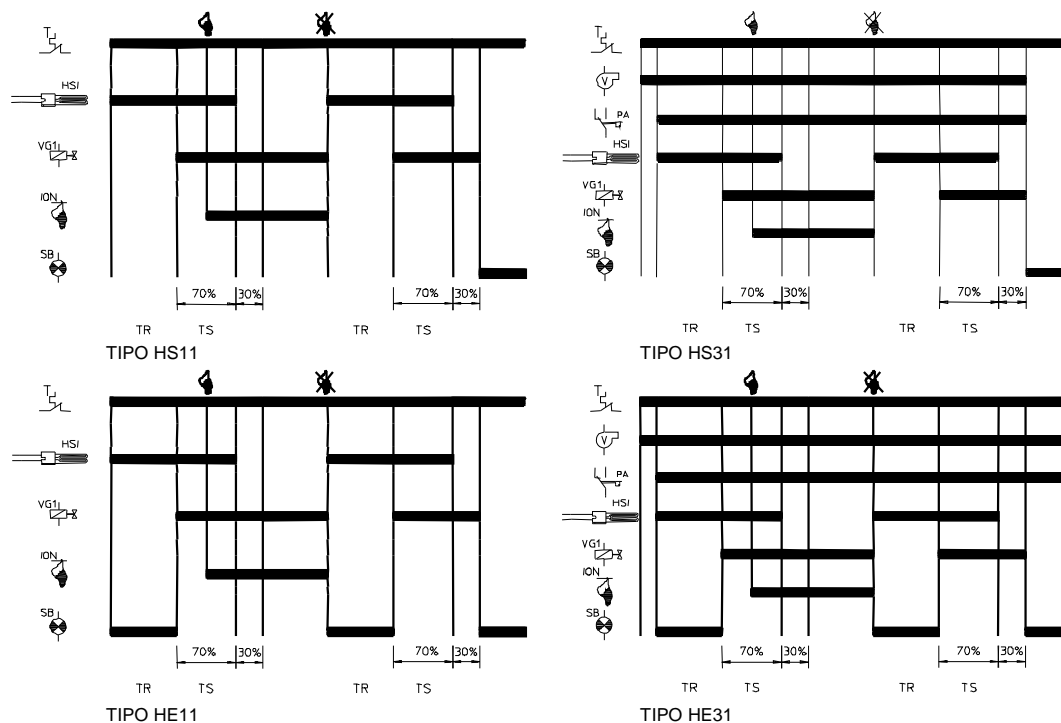 T
HSI
VG1
ION
SB
70% 30% 70% 30%
TR TS TR TS
TIPO HS11
T
V
PA
HSI
VG1
ION
SB
70% 30% 70% 30%
TR TS TR TS
TIPO HS31
T
HSI
VG1
ION
SB
70% 30% 70% 30%
TR TS TR TS
TIPO HE11
T
V
PA
HSI
VG1
ION
SB
70% 30% 70% 30%
TR TS TR TS
TIPO HE31